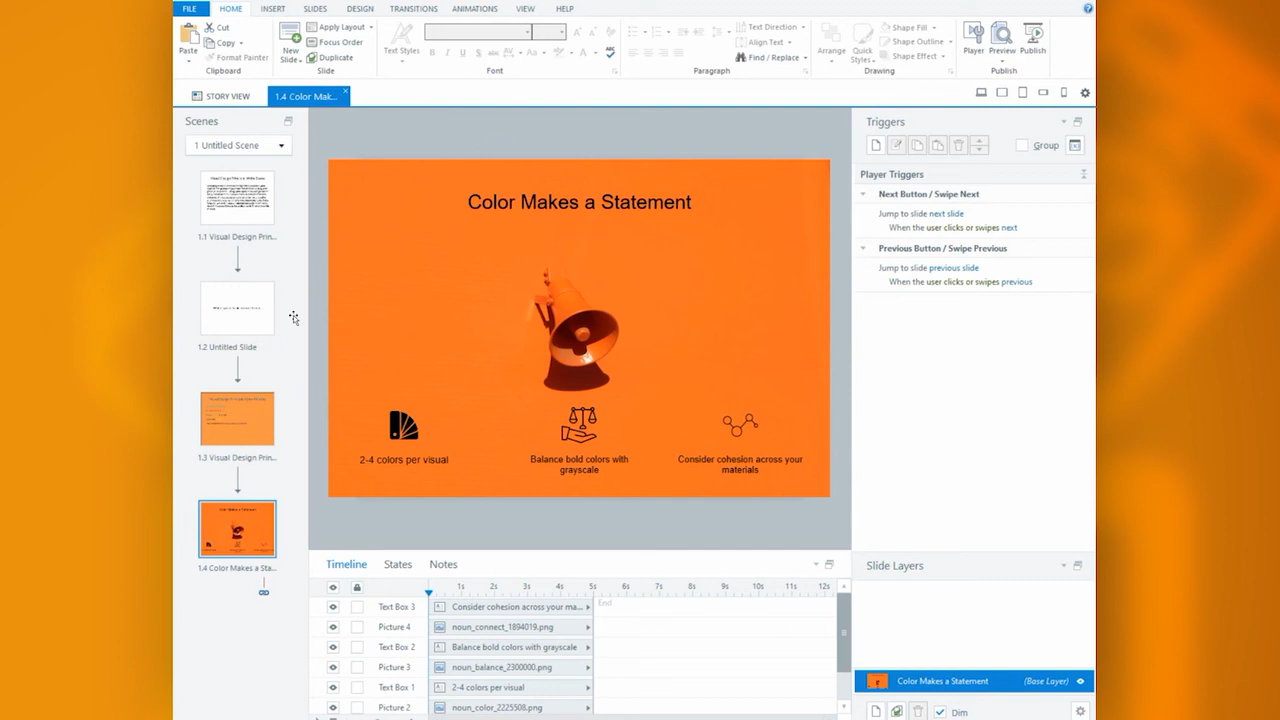 FILE HOME INSERT SLIDES DESIGN TRANSITIONS ANIMATIONS VIEW HELP
Cut
Copy
Format Painter
Paste
Clipboard
New Slide
Apply Layout
Focus Order
Duplicate
Slide
Text Styles
Font
Text Direction
Align Text
Find / Replace
Paragraph
Arrange
Quick Styles
Shape Fill
Shape Outline
Shape Effect
Drawing
Player Preview Publish
Publish
STORY VIEW
1.4 Color Mak...
Scenes
1 Untitled Scene
1.1 Visual Design Prin...
1.2 Untitled Slide
1.3 Visual Design Prin...
1.4 Color Makes a Sta...
Color Makes a Statement
2-4 colors per visual
Balance bold colors with
grayscale
Consider cohesion across your
materials
Triggers
Group
Player Triggers
Next Button / Swipe Next
Jump to slide next slide
When the user clicks or swipes next
Previous Button / Swipe Previous
Jump to slide previous slide
When the user clicks or swipes previous
Timeline States Notes
1s 2s 3s 4s 5s 6s 7s 8s 9s 10s 11s 12s
Text Box 3 Consider cohesion across your ma... End
Picture 4 noun_connect_1894019.png
Text Box 2 Balance bold colors with grayscale
Picture 3 noun_balance_2300000.png
Text Box 1 2-4 colors per visual
Picture 2 noun_color_2225508.png
Slide Layers
Color Makes a Statement (Base Layer)
Dim